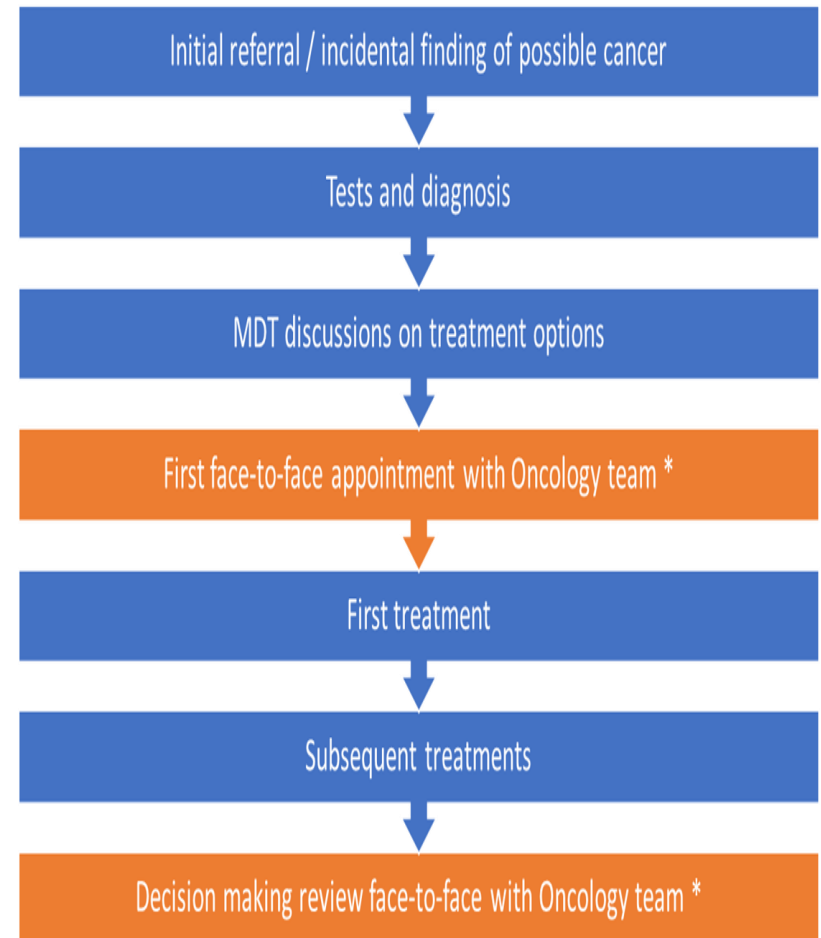 Initial referral / incidental finding of possible cancer
Tests and diagnosis
MDT discussions on treatment options
First face-to-face appointment with Oncology team *
First treatment
Subsequent treatments
Decision making review face-to-face with Oncology team *